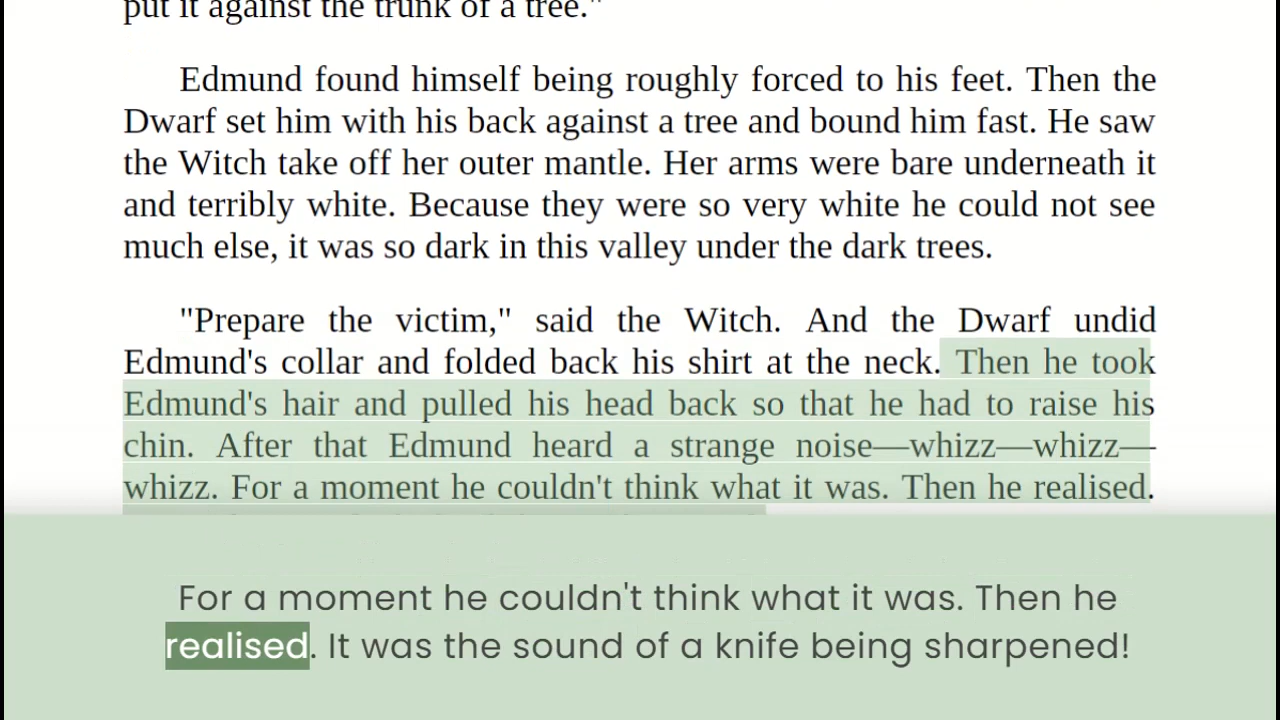 put it against the trunk of a tree."
Edmund found himself being roughly forced to his feet. Then the
Dwarf set him with his back against a tree and bound him fast. He saw
the Witch take off her outer mantle. Her arms were bare underneath it
and terribly white. Because they were so very white he could not see
much else, it was so dark in this valley under the dark trees.
"Prepare the victim," said the Witch. And the Dwarf undid
Edmund's collar and folded back his shirt at the neck. Then he took
Edmund's hair and pulled his head back so that he had to raise his
chin. After that Edmund heard a strange noise—whizz—whizz—
whizz. For a moment he couldn't think what it was. Then he realised.
For a moment he couldn't think what it was. Then he
realised. It was the sound of a knife being sharpened!